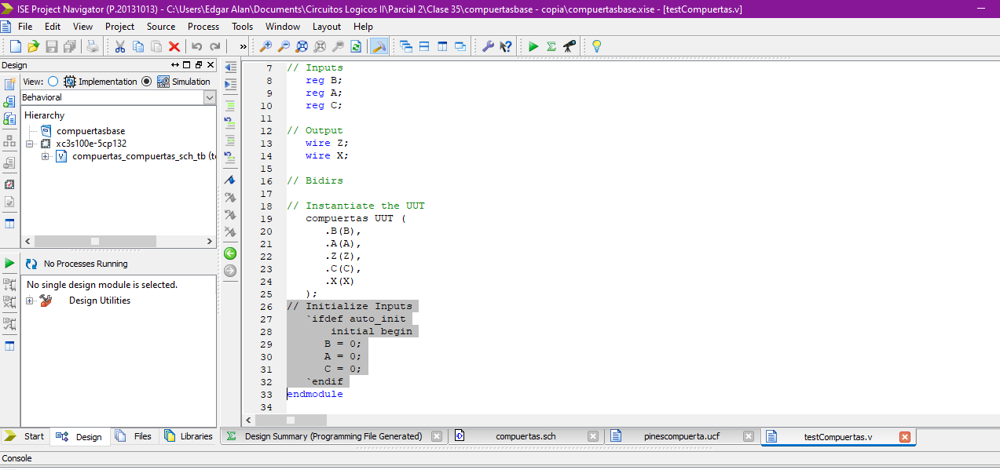 ISE Project Navigator (P.20131013) - C:\Users\Edgar Alan\Documents\Circuitos Logicos II\Parcial 2\Clase 35\compuertasbase - copia\compuertasbase.xise - [testCompuertas.v]
File Edit View Project Source Process Tools Window Layout Help
»
Design
View: Implementation Simulation
Behavioral
Hierarchy
compuertasbase
xc3s100e-5cp132
V compuertas_compuertas_sch_tb (t
No Processes Running
No single design module is selected.
Design Utilities
7 // Inputs
8 reg B;
9 reg A;
10 reg C;
11
12 // Output
13 wire Z;
14 wire X;
15
16 // Bidirs
17
18 // Instantiate the UUT
19 compuertas UUT (
20 .B(B),
21 .A(A),
22 .Z(Z),
23 .C(C),
24 .X(X)
25 );
26 // Initialize Inputs
27 `ifdef auto_init
28 initial begin
29 B = 0;
30 A = 0;
31 C = 0;
32 `endif
33 endmodule
34
Start Design Files Libraries
Σ Design Summary (Programming File Generated) compuertas.sch pinescompuerta.ucf testCompuertas.v
Console